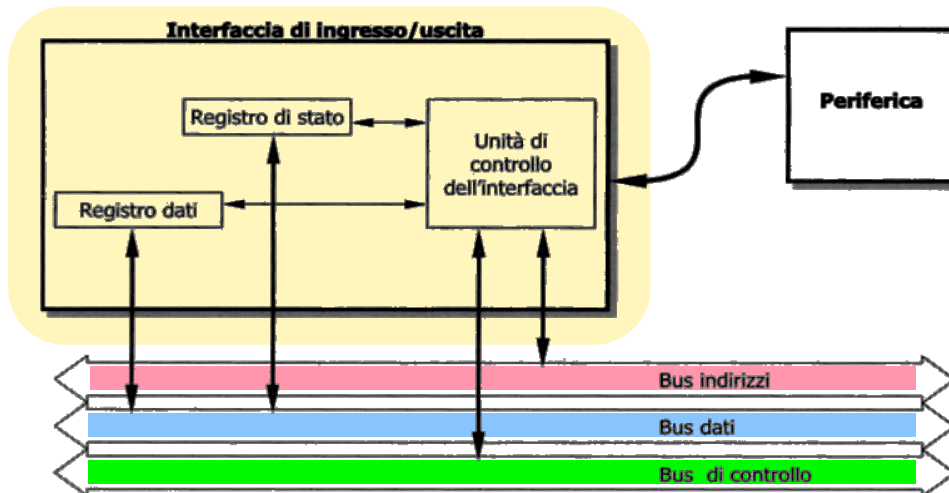 Interfaccia di ingresso/uscita
Periferica
Registro di stato
Unità di
controllo
dell'interfaccia
Registro dati
Bus indirizzi
Bus dati
Bus di controllo